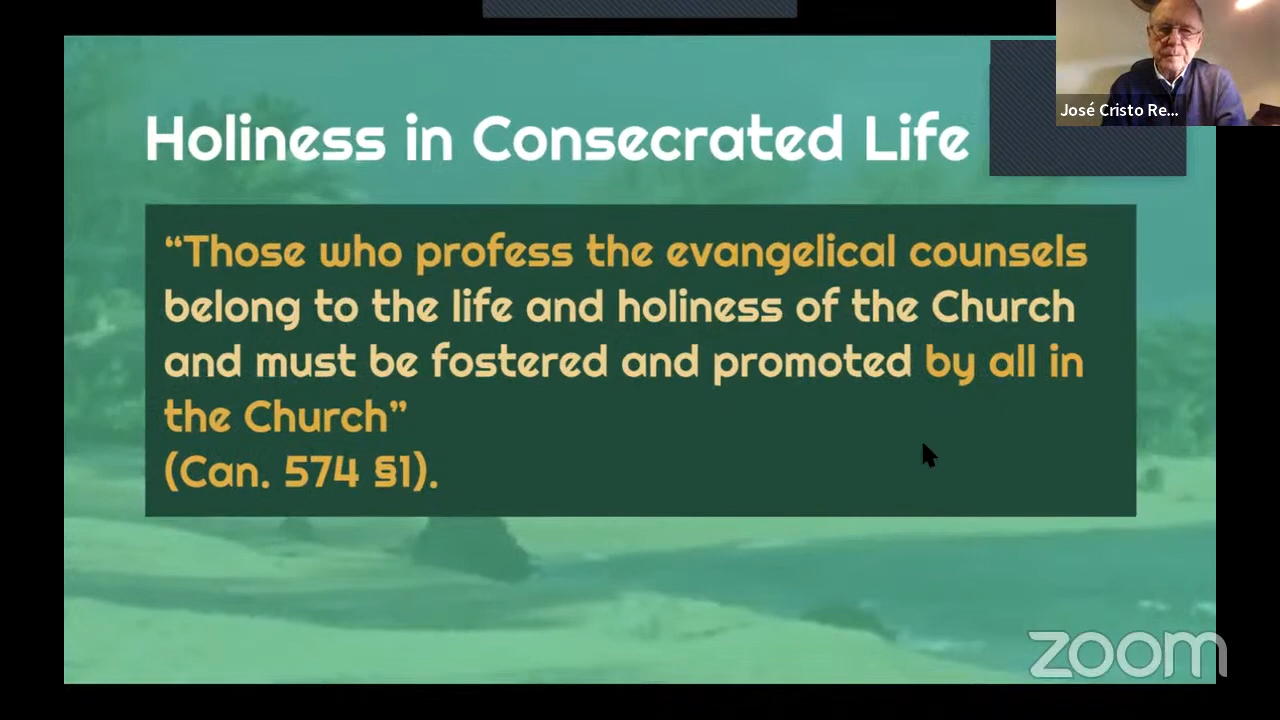 José Cristo Re...
Holiness in Consecrated Life
“Those who profess the evangelical counsels
belong to the life and holiness of the Church
and must be fostered and promoted by all in
the Church”
(Can. 574 §1).
zoom